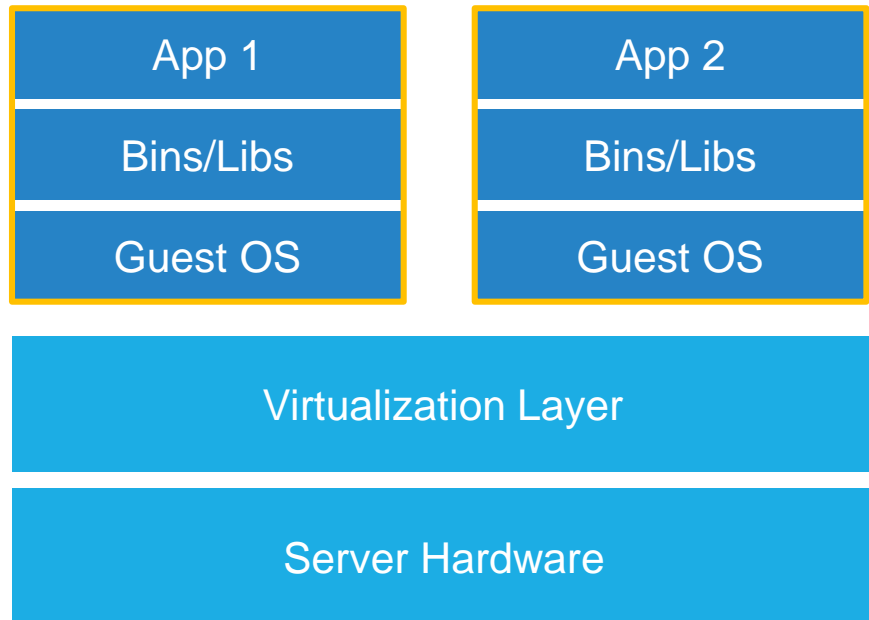 App 1
Bins/Libs
Guest OS
App 2
Bins/Libs
Guest OS
Virtualization Layer
Server Hardware